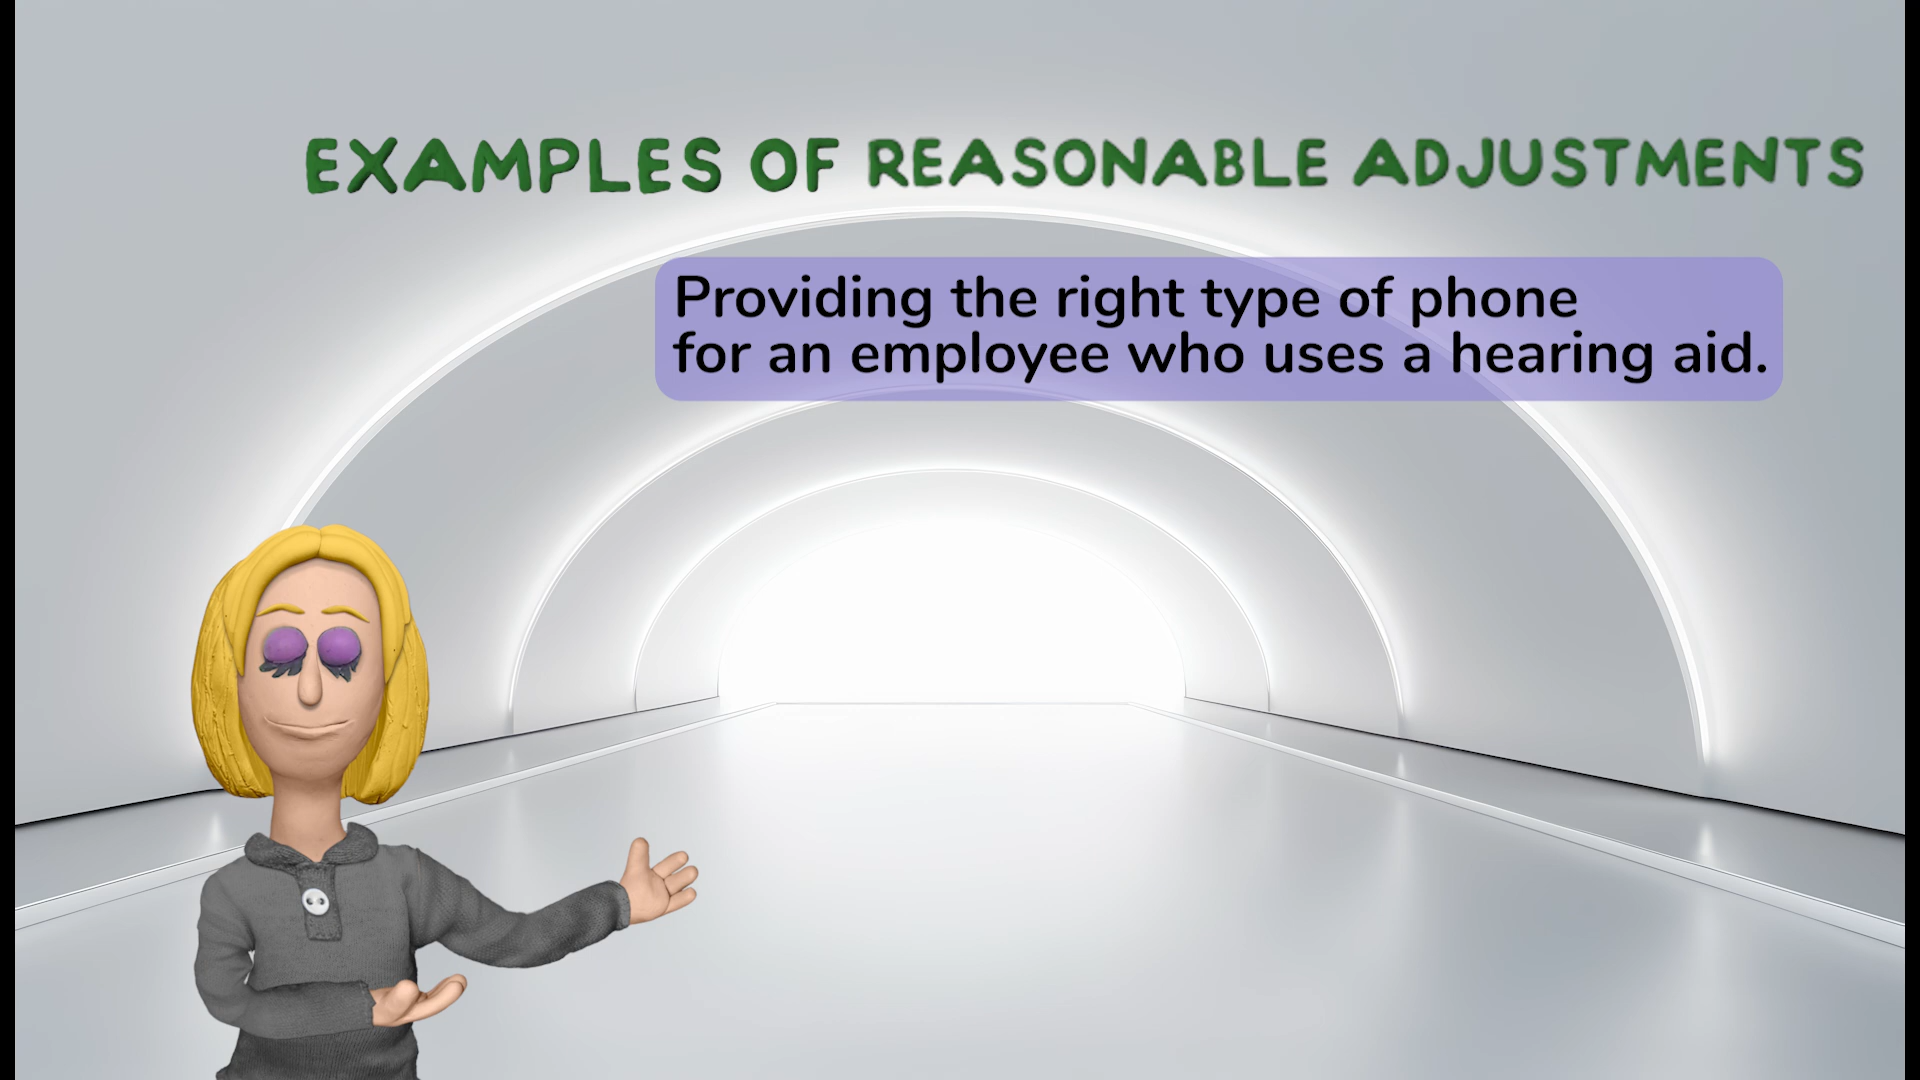 EXAMPLES OF REASONABLE ADJUSTMENTS
Providing the right type of phone
for an employee who uses a hearing aid.